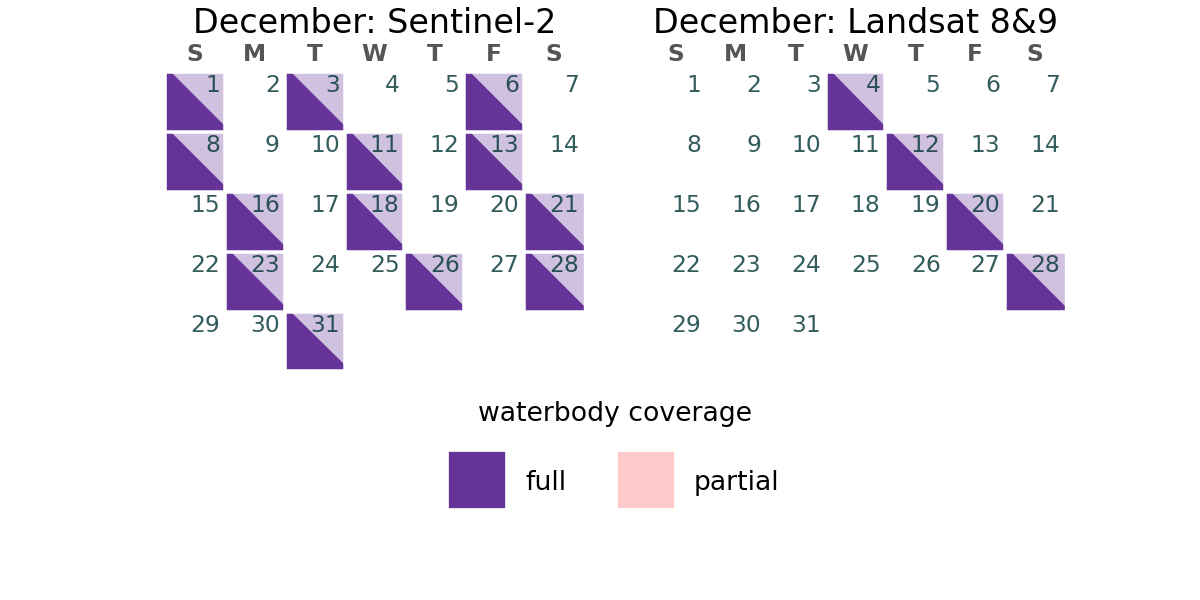 December: Sentinel-2
S M T W T F S
1 2 3 4 5 6 7
8 9 10 11 12 13 14
15 16 17 18 19 20 21
22 23 24 25 26 27 28
29 30 31
December: Landsat 8&9
S M T W T F S
1 2 3 4 5 6 7
8 9 10 11 12 13 14
15 16 17 18 19 20 21
22 23 24 25 26 27 28
29 30 31
waterbody coverage
full partial